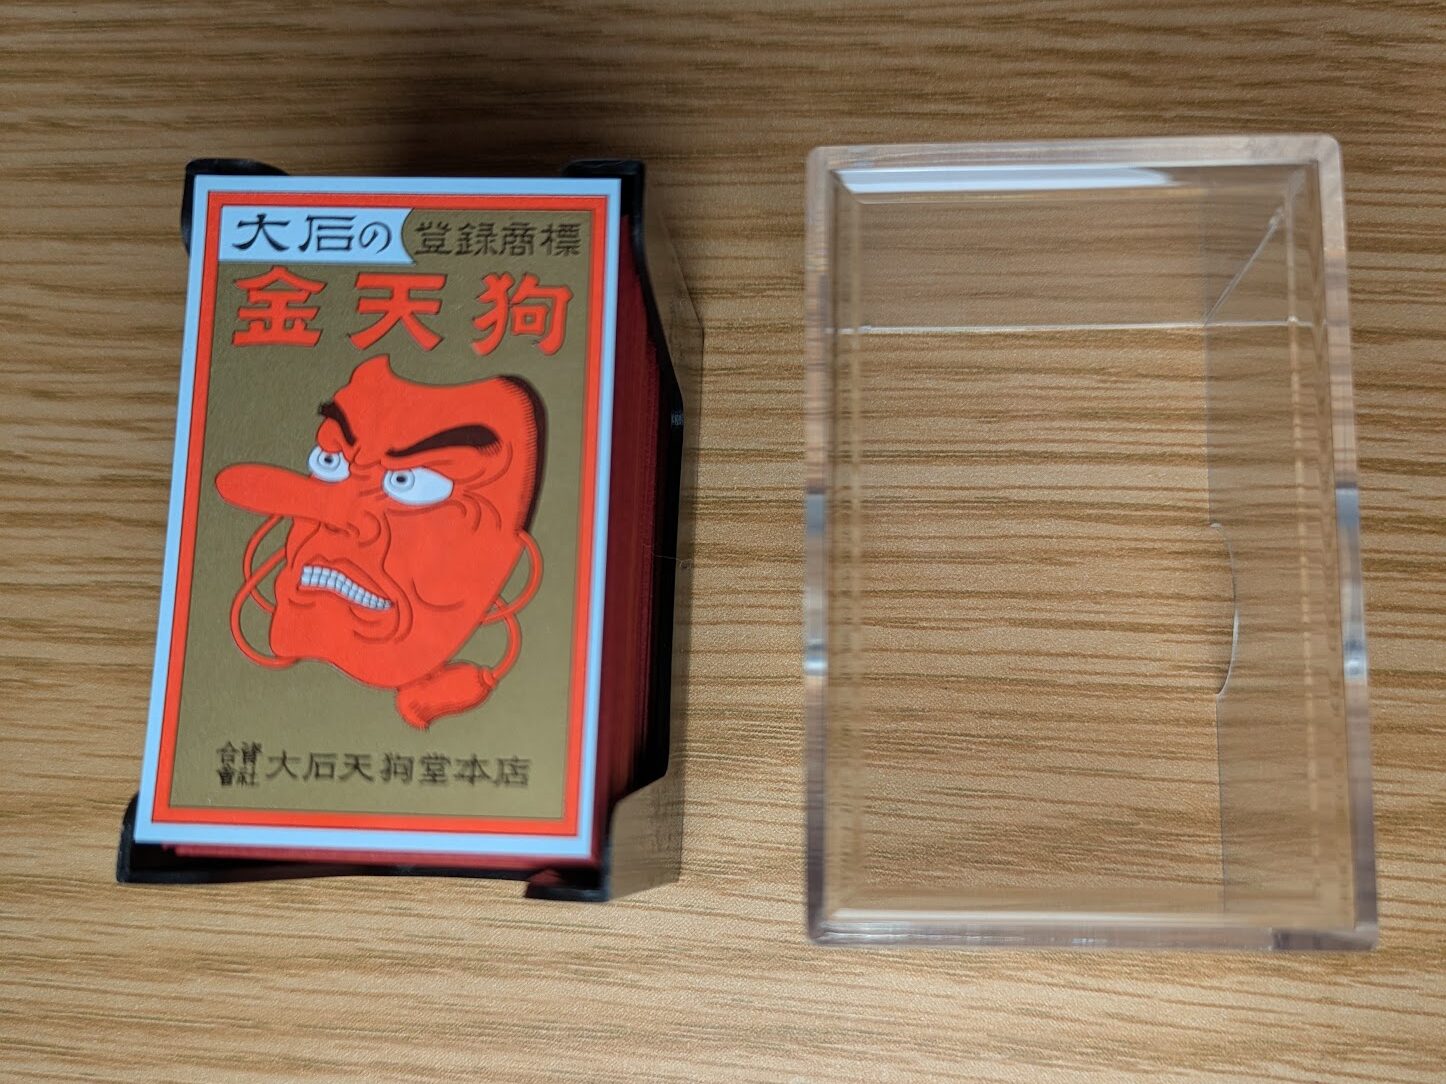 大石の 登録商標
金天狗
合資會社 大石天狗堂本店